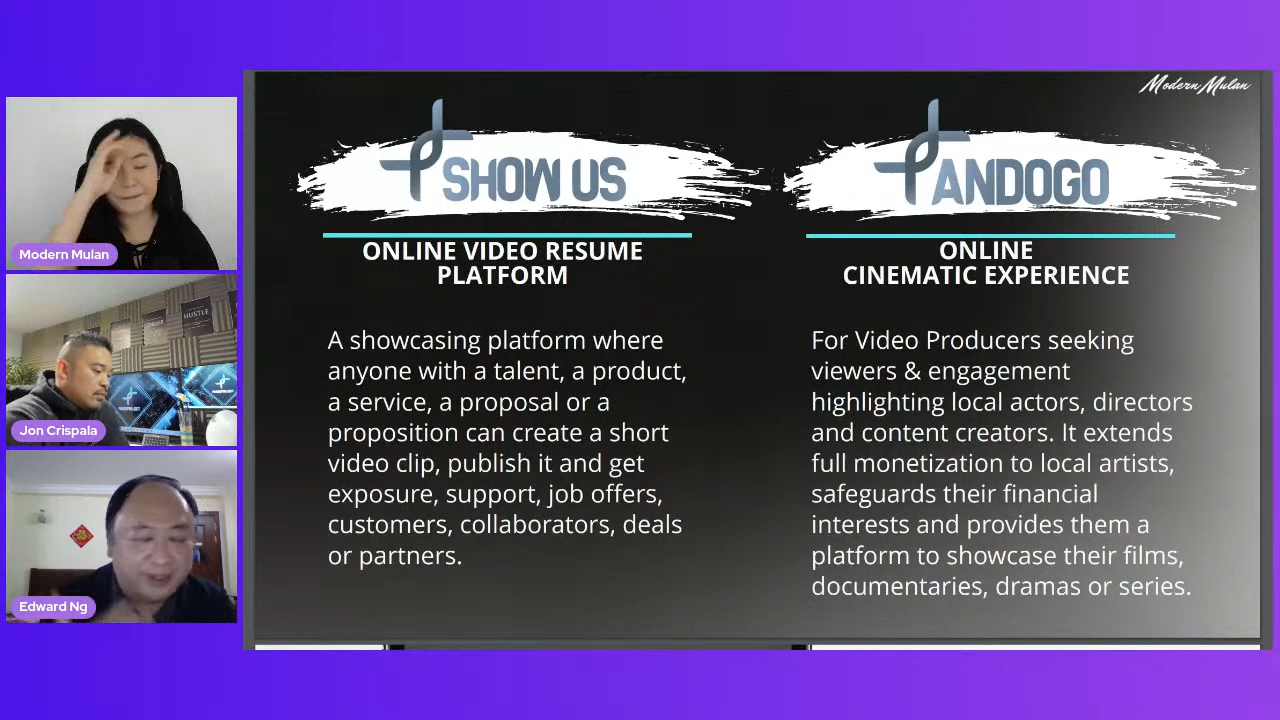 Modern Mulan
SHOW US
ONLINE VIDEO RESUME
PLATFORM
A showcasing platform where
anyone with a talent, a product,
a service, a proposal or a
proposition can create a short
video clip, publish it and get
exposure, support, job offers,
customers, collaborators, deals
or partners.
PANDOGO
ONLINE
CINEMATIC EXPERIENCE
For Video Producers seeking
viewers & engagement
highlighting local actors, directors
and content creators. It extends
full monetization to local artists,
safeguards their financial
interests and provides them a
platform to showcase their films,
documentaries, dramas or series.
Modern Mulan
HUSTLE
Jon Crispala
Edward Ng